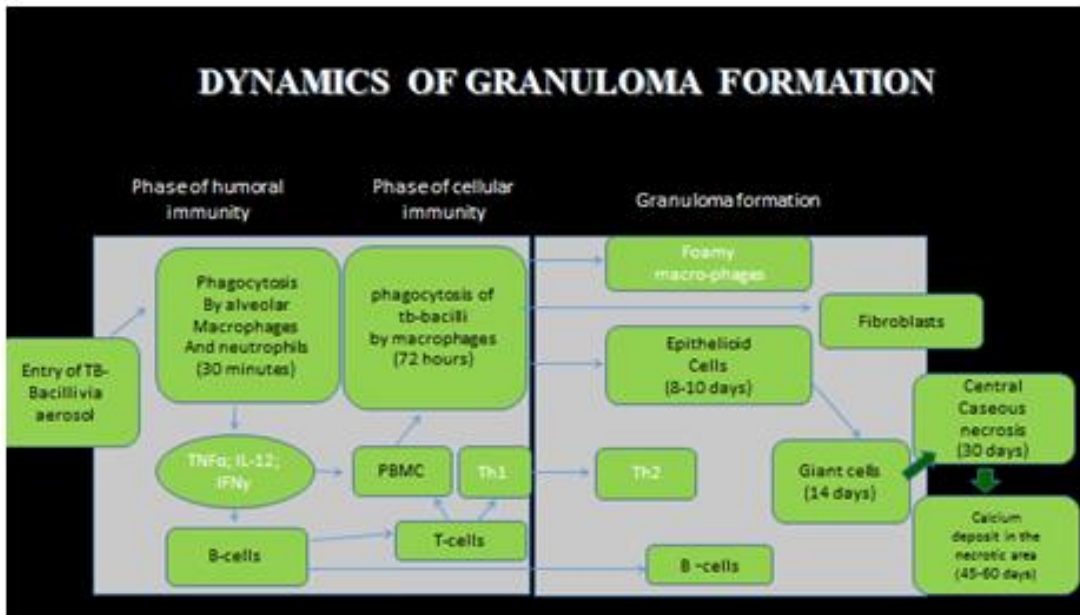 DYNAMICS OF GRANULOMA FORMATION
Phase of humoral
immunity
Phase of cellular
immunity
Granuloma formation
Entry of TB-
Bacilli via
aerosol
Phagocytosis
By alveolar
Macrophages
And neutrophils
(30 minutes)
TNFα; IL-12;
IFNγ
B-cells
phagocytosis of
tb-bacilli
by macrophages
(72 hours)
PBMC
Th1
T-cells
Foamy
macro-phages
Fibroblasts
Epithelioid
Cells
(8-10 days)
Th2
Giant cells
(14 days)
B -cells
Central
Caseous
necrosis
(30 days)
Calcium
deposit in the
necrotic area
(45-60 days)